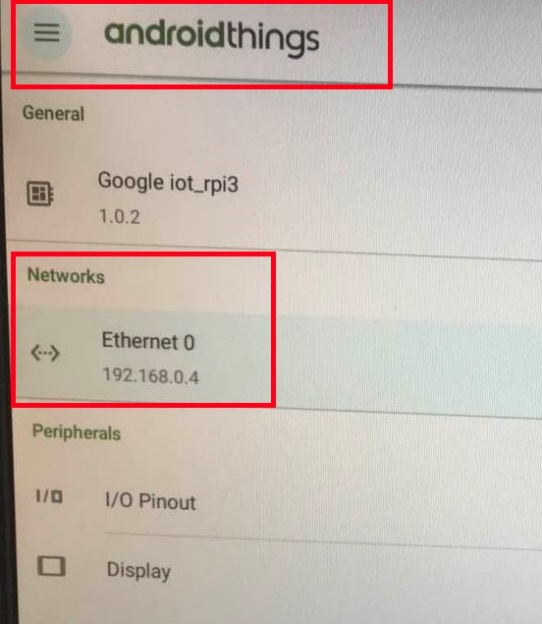 androidthings
General
Google iot_rpi3
1.0.2
Networks
Ethernet 0
192.168.0.4
Peripherals
I/O
I/O Pinout
Display